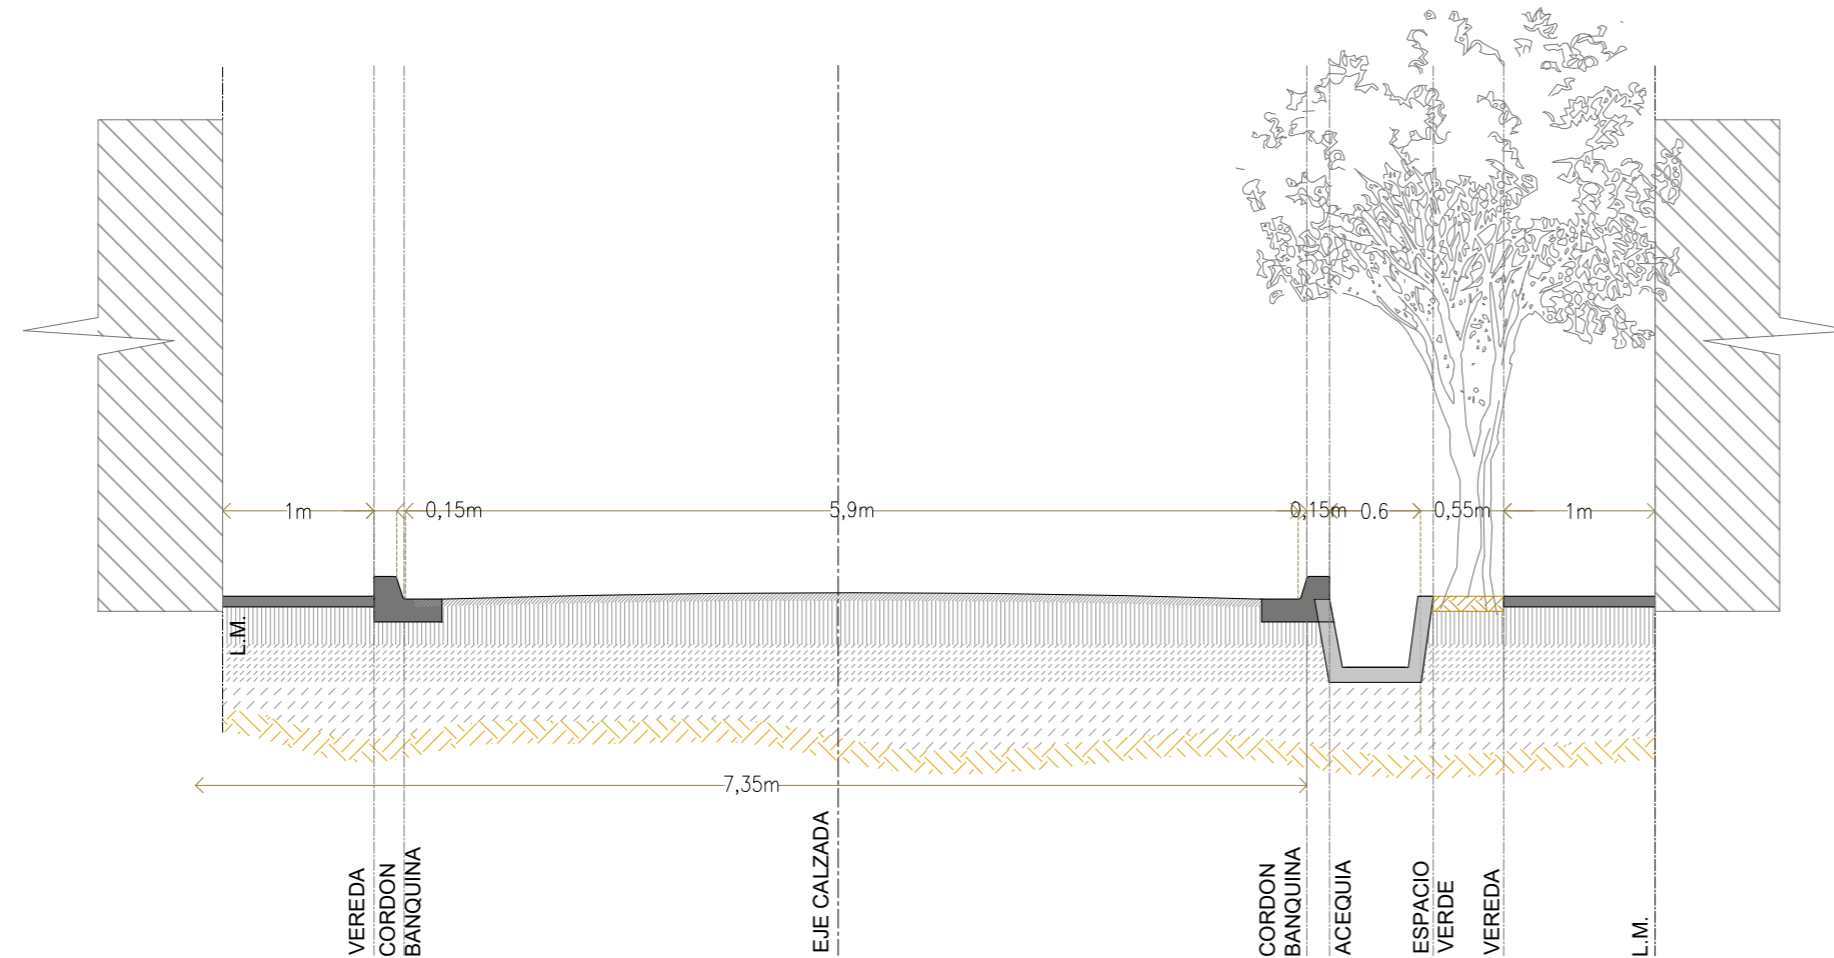 1m
0,15m
5,9m
0,15m
0.6
0,55m
1m
L.M.
7,35m
VEREDA
CORDON
BANQUINA
EJE CALZADA
CORDON
BANQUINA
ACEQUIA
ESPACIO
VERDE
VEREDA
L.M.